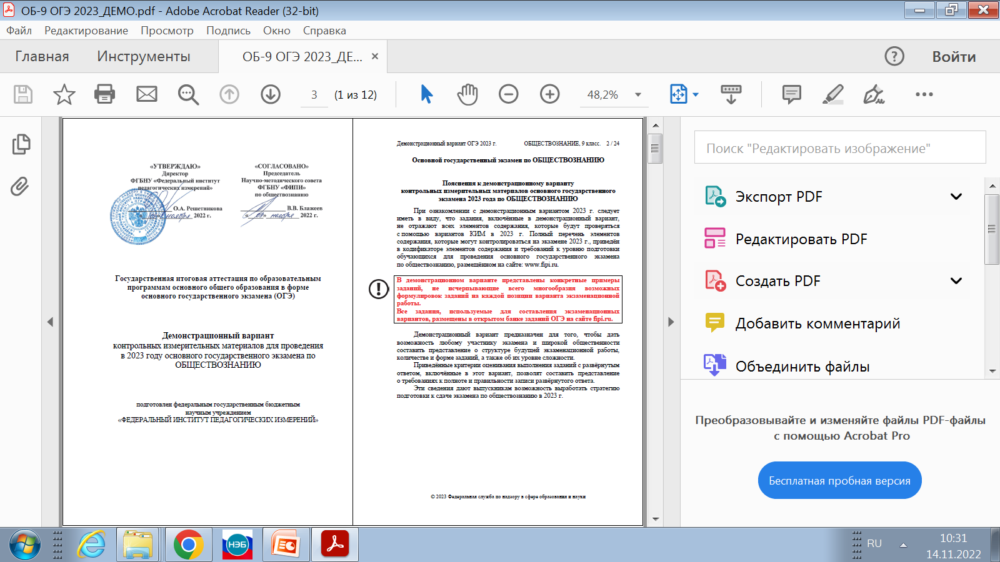 ОБ-9 ОГЭ 2023_ДЕМО.pdf - Adobe Acrobat Reader (32-bit)
Файл Редактирование Просмотр Подпись Окно Справка
Главная Инструменты ОБ-9 ОГЭ 2023_ДЕ... × Войти
3 (1 из 12) 48,2%
«УТВЕРЖДАЮ»
Директор
ФГБНУ «Федеральный институт
педагогических измерений»
О.А. Решетникова
2022 г.
«СОГЛАСОВАНО»
Председатель
Научно-методического совета
ФГБНУ «ФИПИ»
по обществознанию
В.В. Блажеев
«09» ноября 2022 г.
Государственная итоговая аттестация по образовательным
программам основного общего образования в форме
основного государственного экзамена (ОГЭ)
Демонстрационный вариант
контрольных измерительных материалов для проведения
в 2023 году основного государственного экзамена по
ОБЩЕСТВОЗНАНИЮ
подготовлен федеральным государственным бюджетным
научным учреждением
«ФЕДЕРАЛЬНЫЙ ИНСТИТУТ ПЕДАГОГИЧЕСКИХ ИЗМЕРЕНИЙ»
Демонстрационный вариант ОГЭ 2023 г. ОБЩЕСТВОЗНАНИЕ, 9 класс. 2 / 24
Основной государственный экзамен по ОБЩЕСТВОЗНАНИЮ
Пояснения к демонстрационному варианту
контрольных измерительных материалов основного государственного
экзамена 2023 года по ОБЩЕСТВОЗНАНИЮ
При ознакомлении с демонстрационным вариантом 2023 г. следует
иметь в виду, что задания, включённые в демонстрационный вариант,
не отражают всех элементов содержания, которые будут проверяться
с помощью вариантов КИМ в 2023 г. Полный перечень элементов
содержания, которые могут контролироваться на экзамене 2023 г., приведён
в кодификаторе элементов содержания и требований к уровню подготовки
обучающихся для проведения основного государственного экзамена
по обществознанию, размещённом на сайте: www.fipi.ru.
В демонстрационном варианте представлены конкретные примеры
заданий, не исчерпывающие всего многообразия возможных
формулировок заданий на каждой позиции варианта экзаменационной
работы.
Все задания, используемые для составления экзаменационных
вариантов, размещены в открытом банке заданий ОГЭ на сайте fipi.ru.
Демонстрационный вариант предназначен для того, чтобы дать
возможность любому участнику экзамена и широкой общественности
составить представление о структуре будущей экзаменационной работы,
количестве и форме заданий, а также об их уровне сложности.
Приведённые критерии оценивания выполнения заданий с развёрнутым
ответом, включённые в этот вариант, позволят составить представление
о требованиях к полноте и правильности записи развёрнутого ответа.
Эти сведения дают выпускникам возможность выработать стратегию
подготовки к сдаче экзамена по обществознанию в 2023 г.
© 2023 Федеральная служба по надзору в сфере образования и науки
Поиск "Редактировать изображение"
Экспорт PDF
Редактировать PDF
Создать PDF
Добавить комментарий
Объединить файлы
Преобразовывайте и изменяйте файлы PDF-файлы
с помощью Acrobat Pro
Бесплатная пробная версия
НЭБ
RU
10:31
14.11.2022